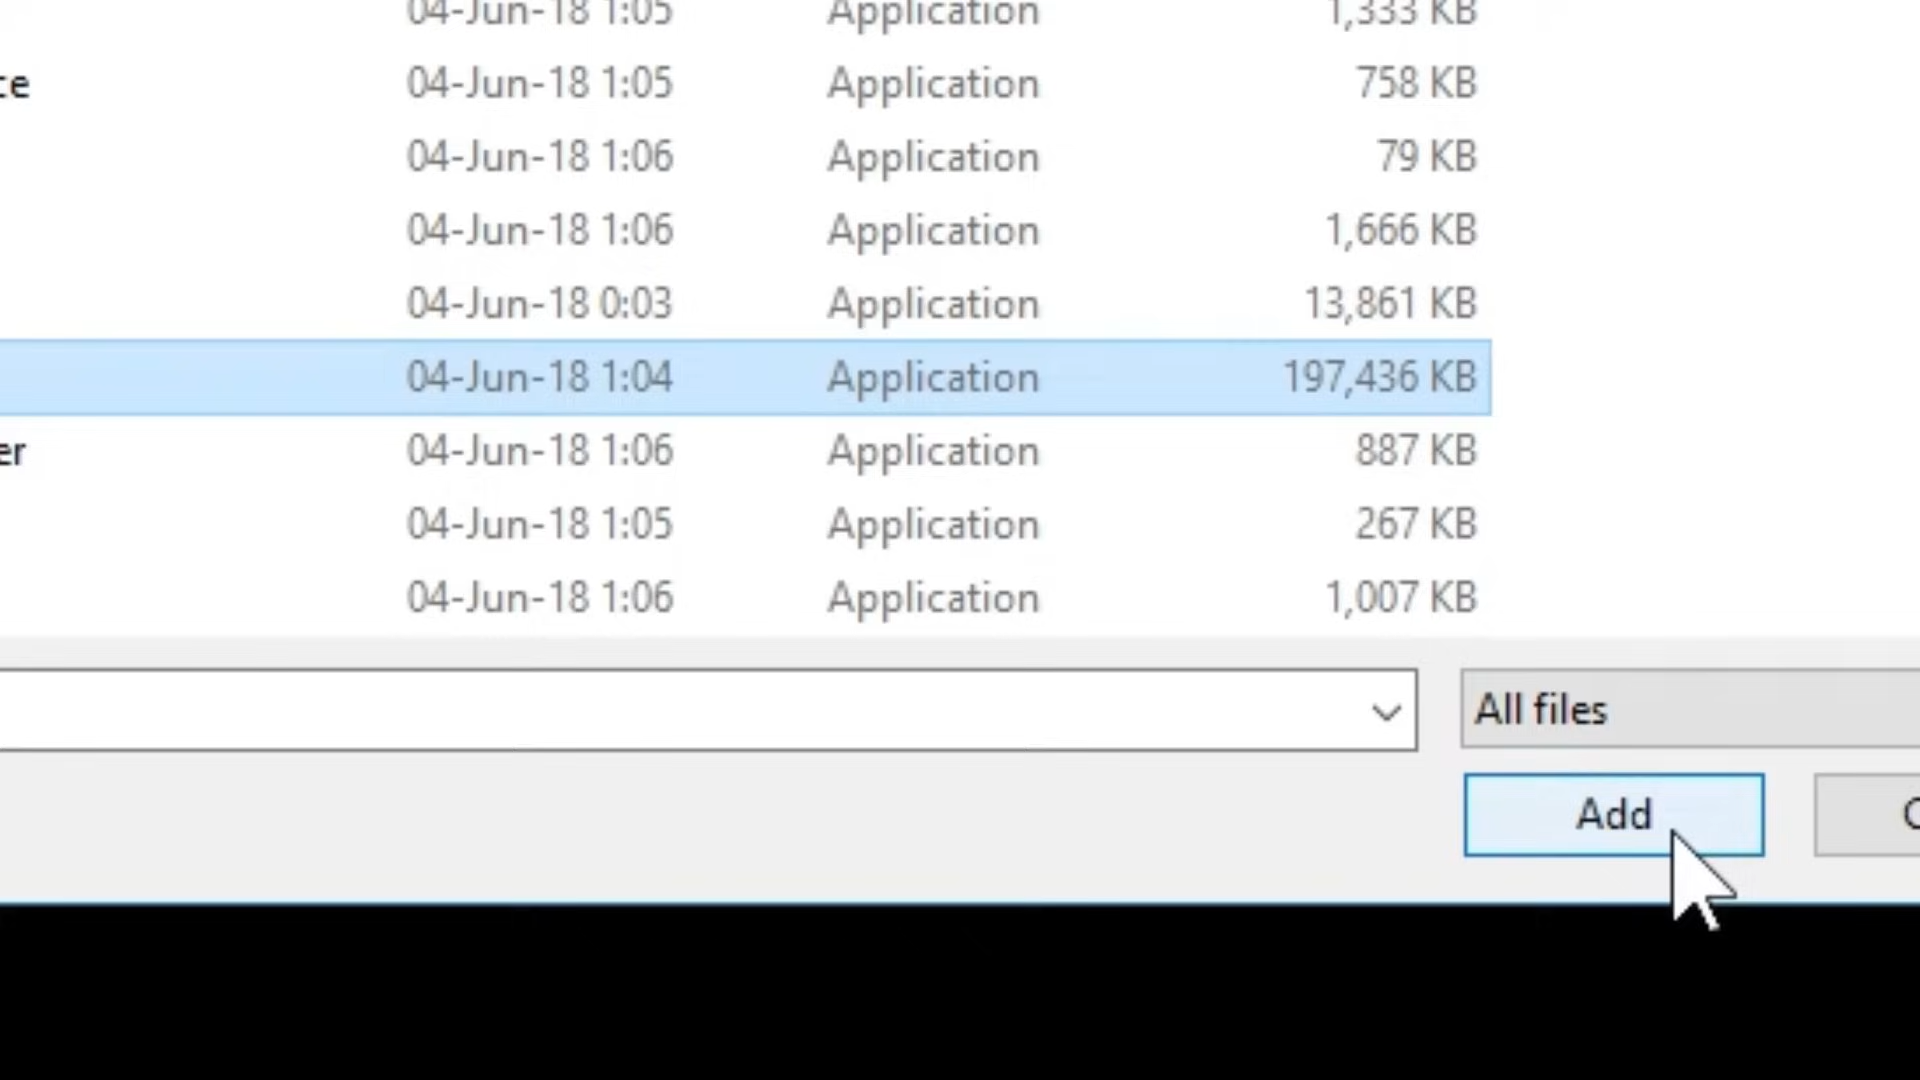 04-Jun-18 1:05 Application 1,333 KB
ce 04-Jun-18 1:05 Application 758 KB
04-Jun-18 1:06 Application 79 KB
04-Jun-18 1:06 Application 1,666 KB
04-Jun-18 0:03 Application 13,861 KB
04-Jun-18 1:04 Application 197,436 KB
er 04-Jun-18 1:06 Application 887 KB
04-Jun-18 1:05 Application 267 KB
04-Jun-18 1:06 Application 1,007 KB
All files
Add